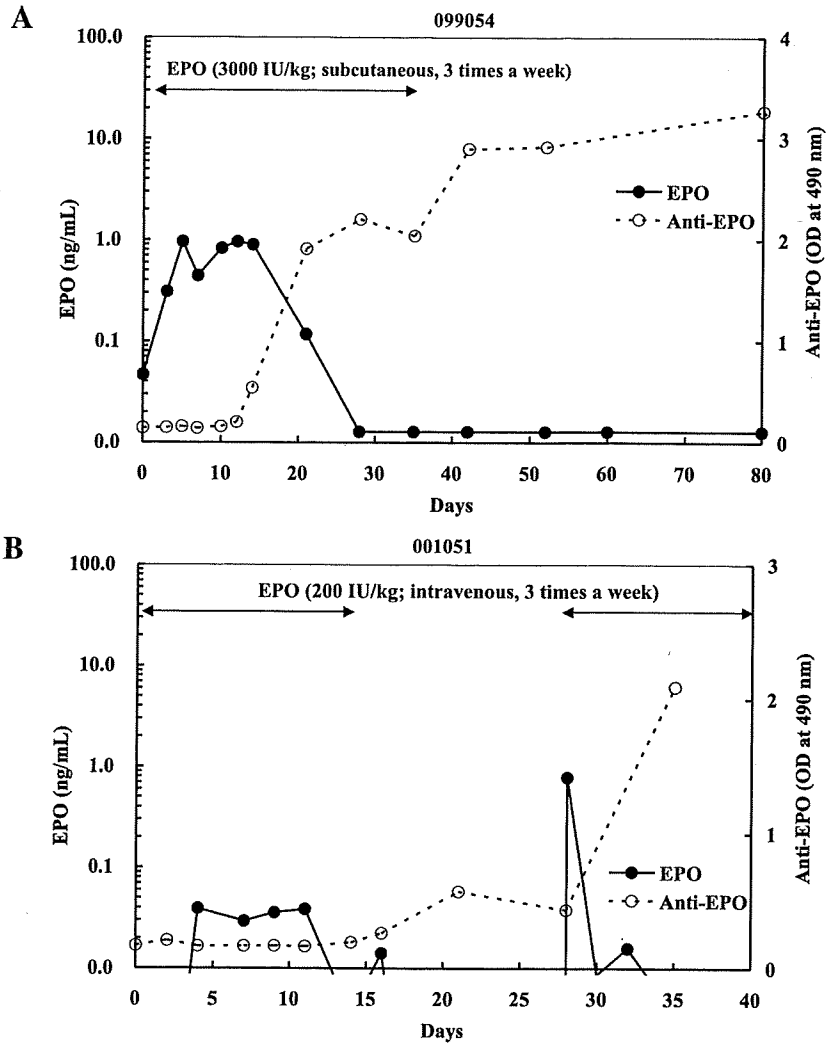 A
099054
EPO (3000 IU/kg; subcutaneous, 3 times a week)
100.0
10.0
1.0
0.1
0.0
EPO (ng/mL)
4
3
2
1
0
Anti-EPO (OD at 490 nm)
EPO
Anti-EPO
0 10 20 30 40 50 60 70 80
Days
B
001051
EPO (200 IU/kg; intravenous, 3 times a week)
100.0
10.0
1.0
0.1
0.0
EPO (ng/mL)
3
2
1
0
Anti-EPO (OD at 490 nm)
EPO
Anti-EPO
0 5 10 15 20 25 30 35 40
Days